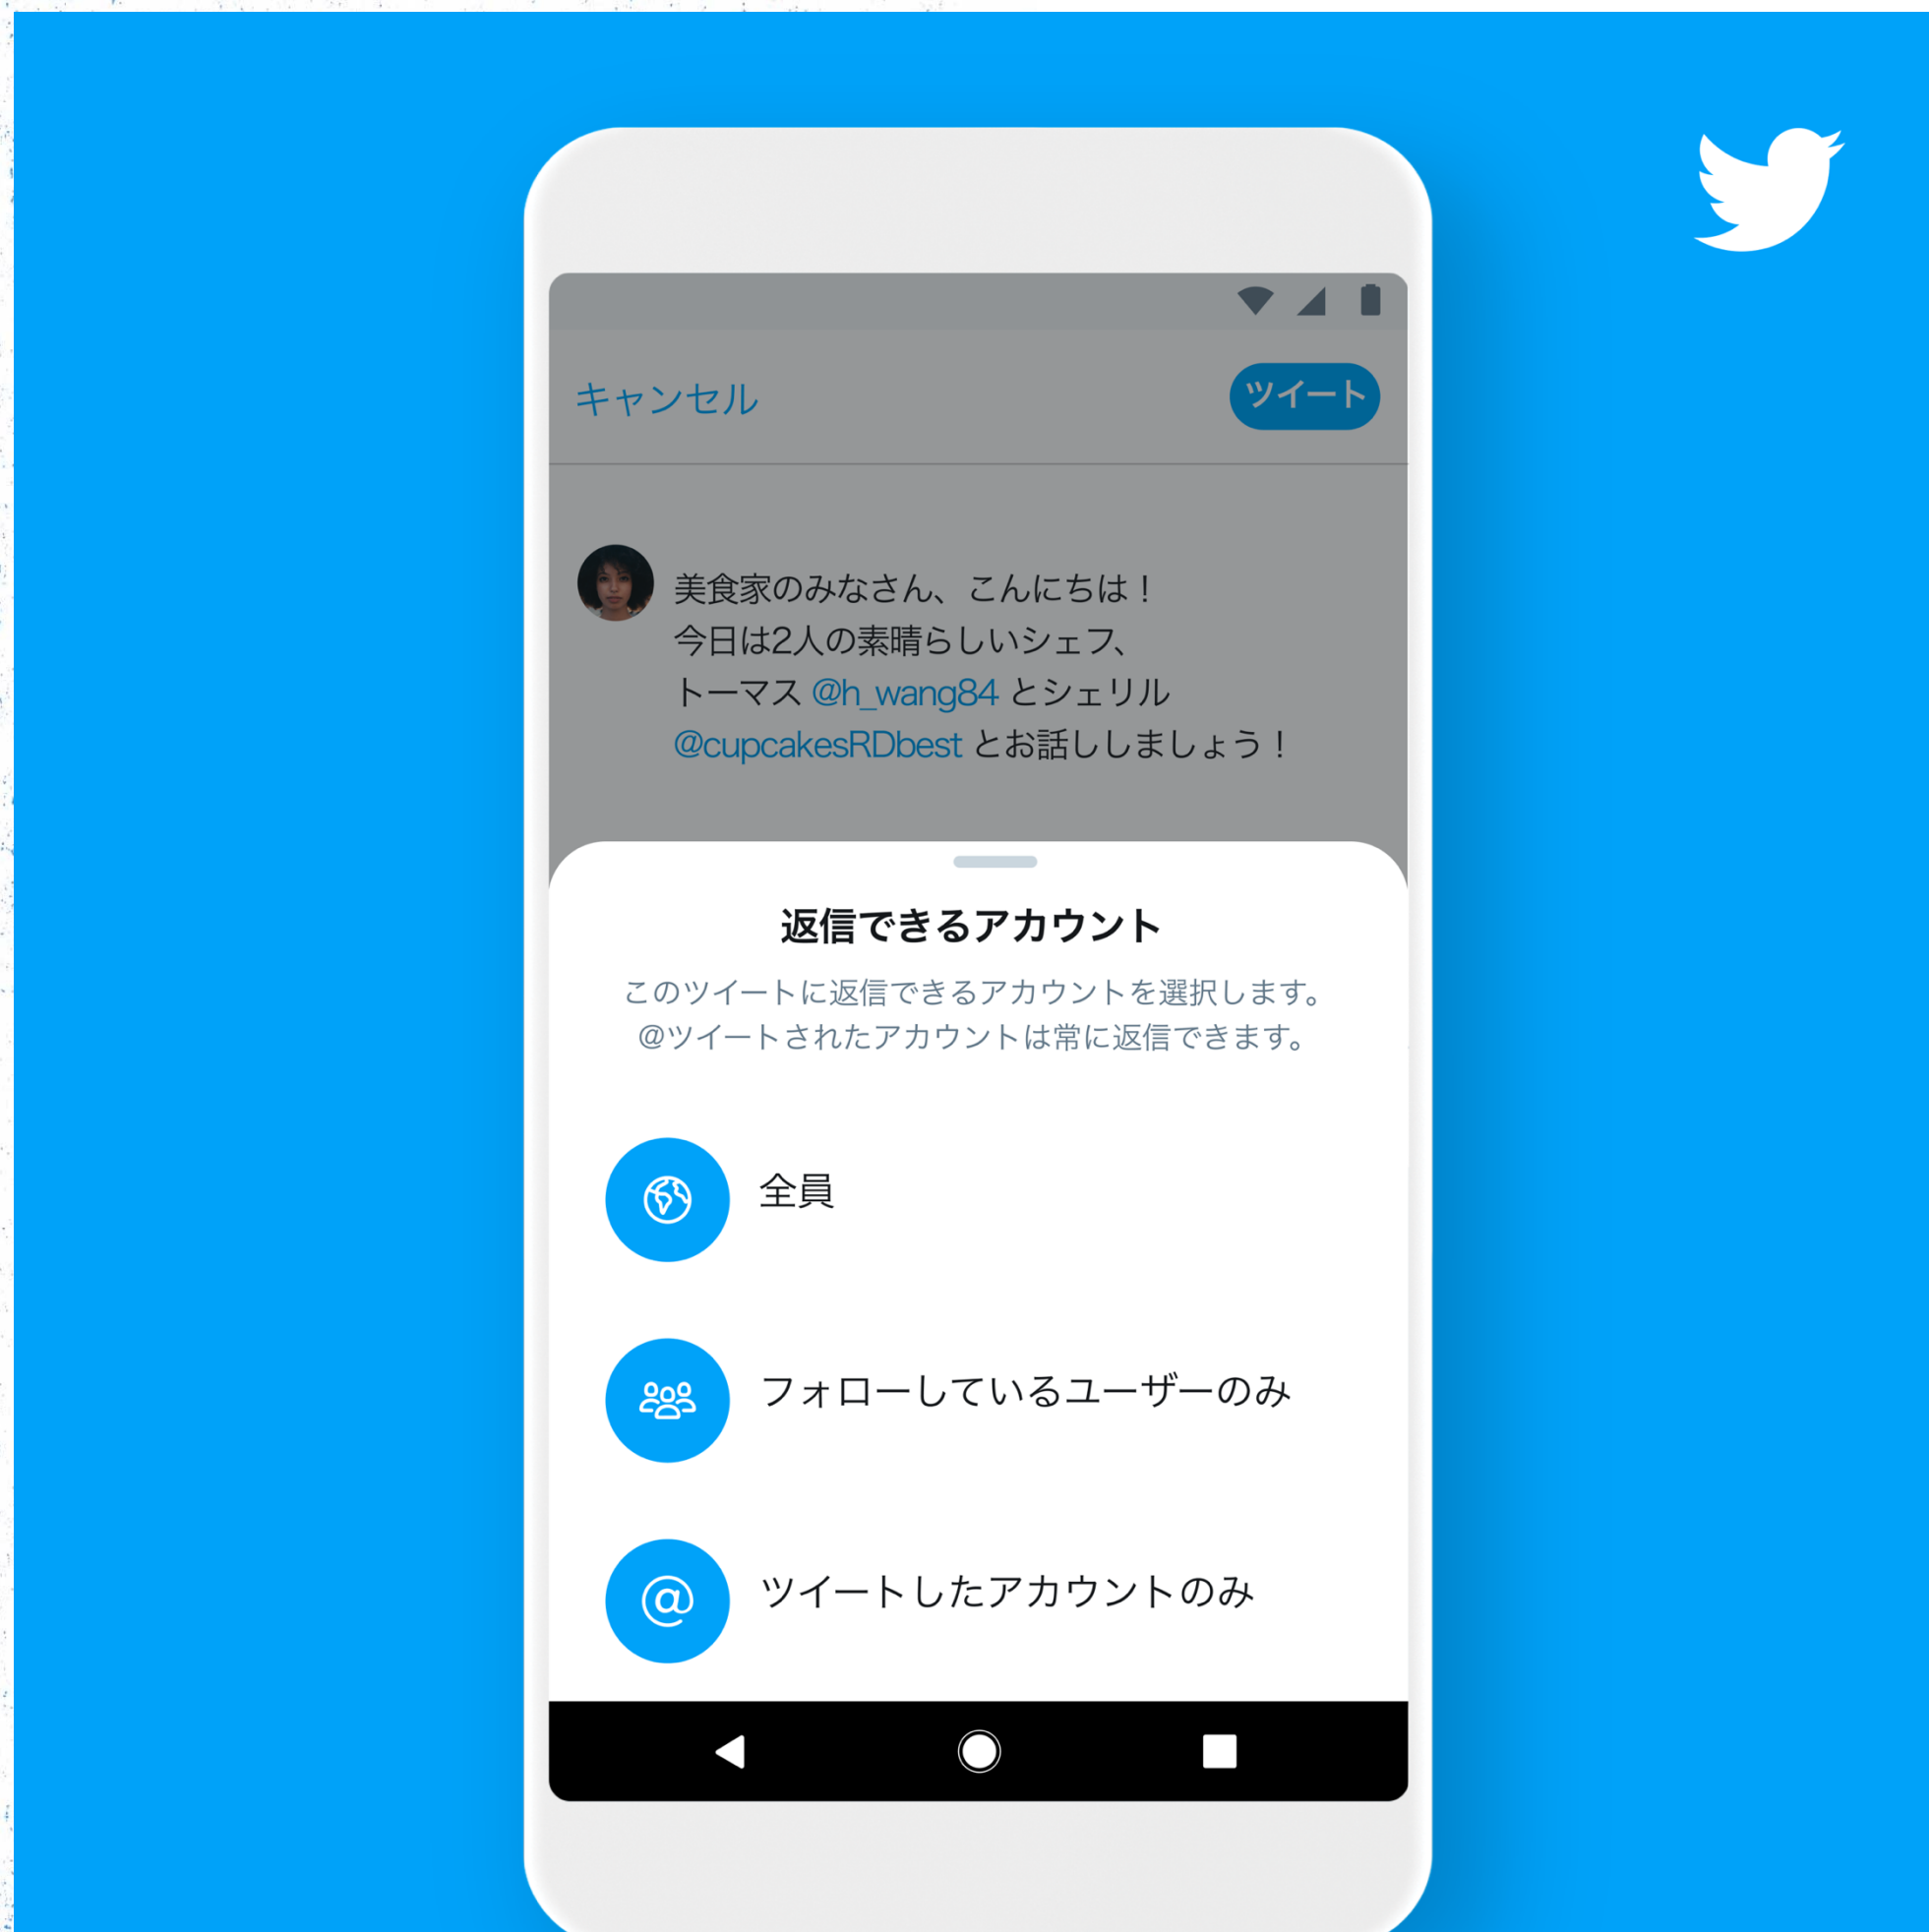 キャンセル
ツイート
美食家のみなさん、こんにちは！
今日は2人の素晴らしいシェフ、
トーマス @h_wang84 とシェリル
@cupcakesRDbest とお話ししましょう！
返信できるアカウント
このツイートに返信できるアカウントを選択します。
@ツイートされたアカウントは常に返信できます。
全員
フォローしているユーザーのみ
@
ツイートしたアカウントのみ